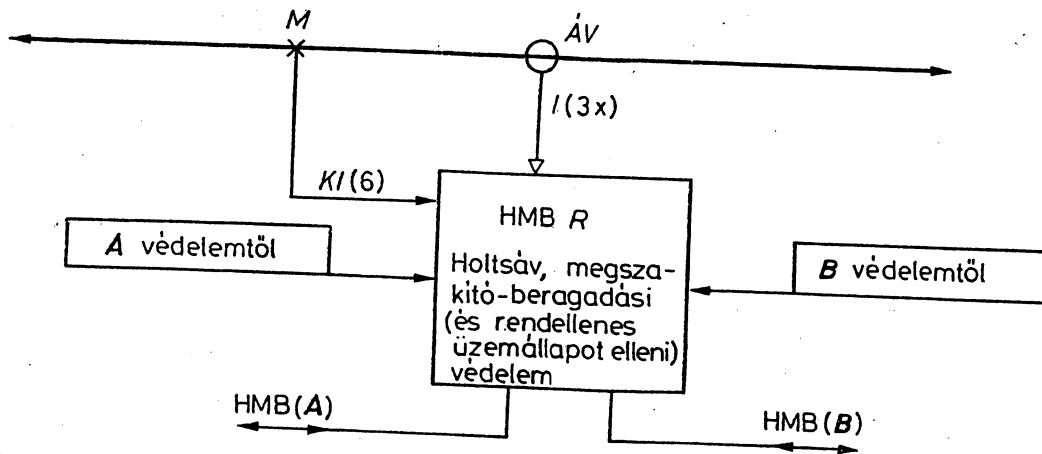 M
ÁV
I(3x)
KI(6)
HMB R
A védelemtől
Holtsáv, megsza-
kító-beragadási
(és rendellenes
üzemállapot elleni)
védelem
B védelemtől
HMB(A)
HMB(B)